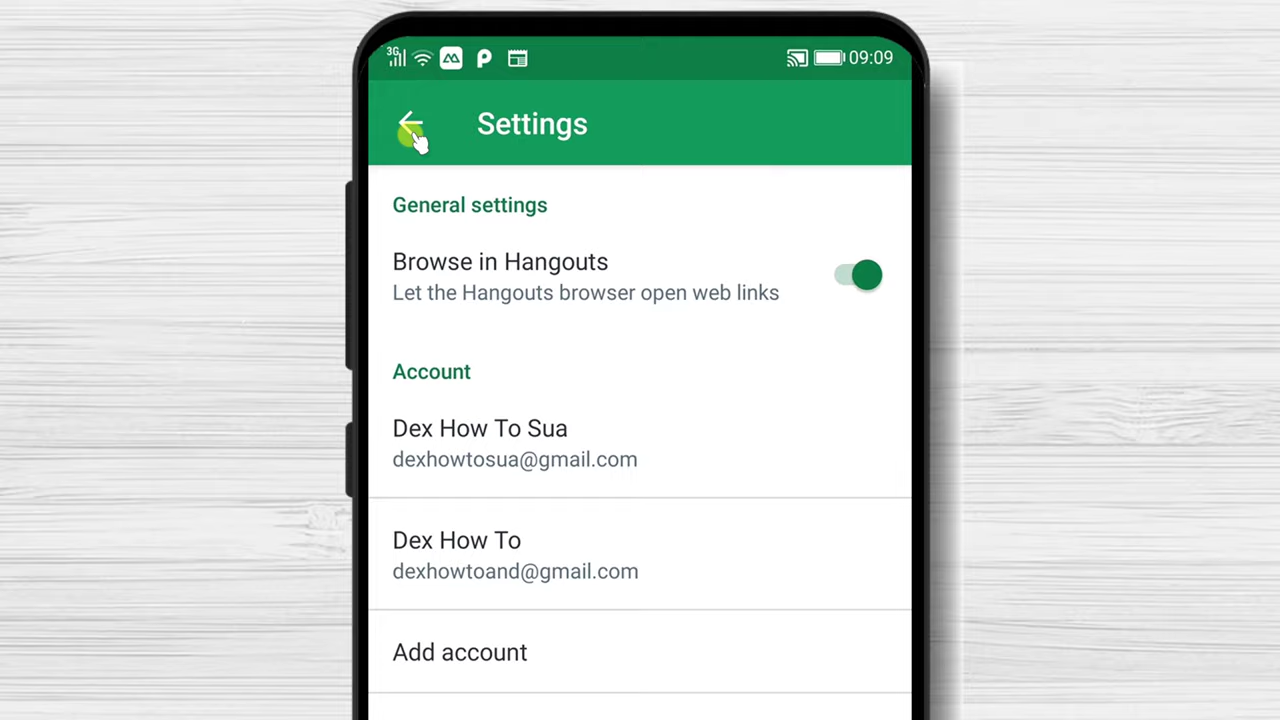 3G
09:09
Settings
General settings
Browse in Hangouts
Let the Hangouts browser open web links
Account
Dex How To Sua
dexhowtosua@gmail.com
Dex How To
dexhowtoand@gmail.com
Add account